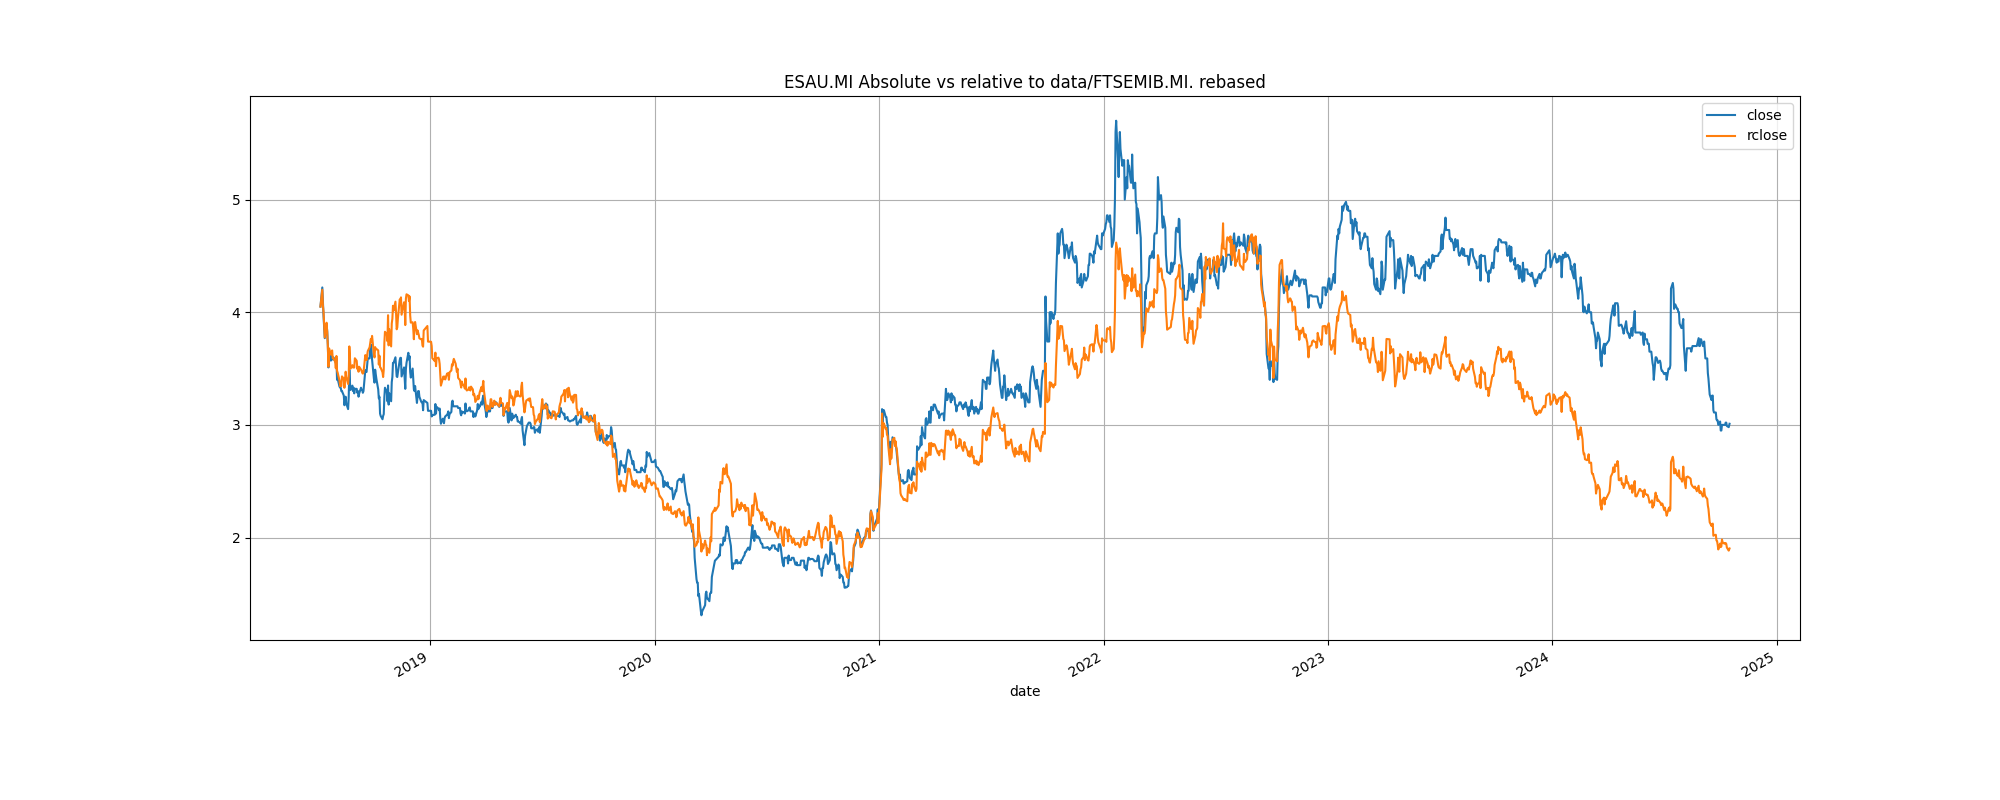 ESAU.MI Absolute vs relative to data/FTSEMIB.MI. rebased
close
rclose
5
4
3
2
2019
2020
2021
2022
2023
2024
2025
date